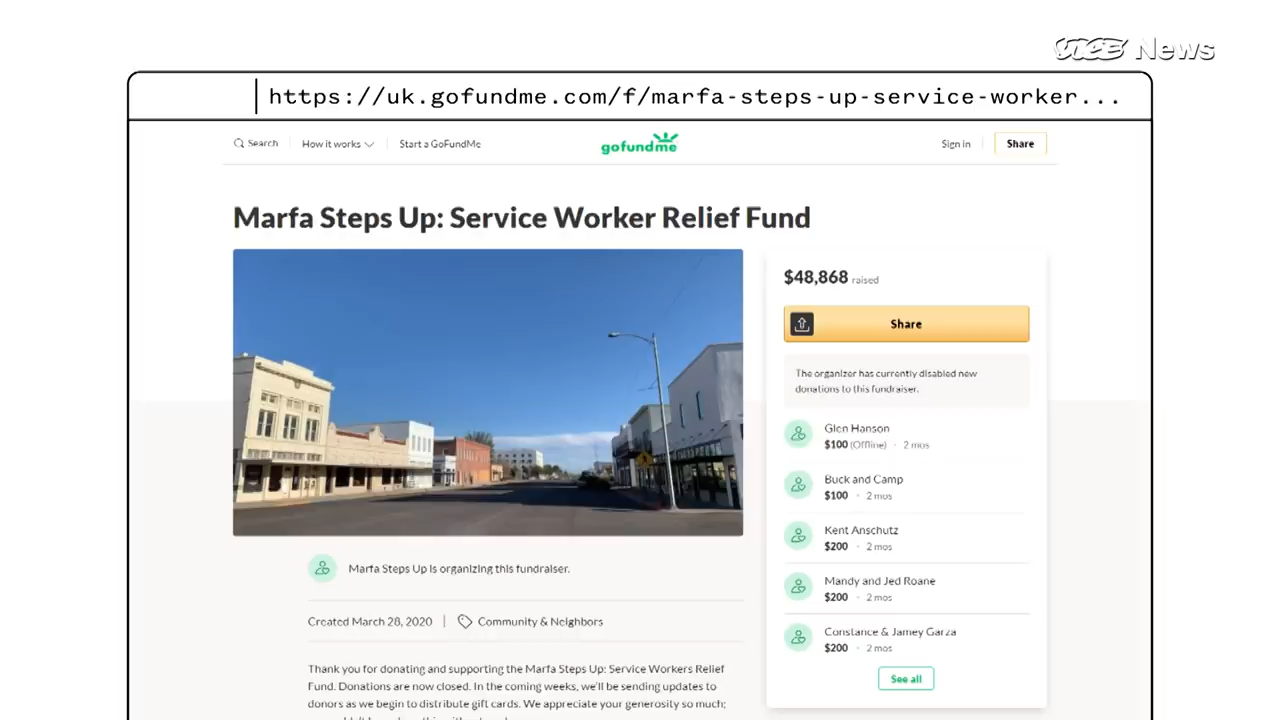 VICE News
https://uk.gofundme.com/f/marfa-steps-up-service-worker...
Search
How it works
Start a GoFundMe
gofundme
Sign in
Share
Marfa Steps Up: Service Worker Relief Fund
$48,868 raised
Share
The organizer has currently disabled new
donations to this fundraiser.
Glen Hanson
$100 (Offline) · 2 mos
Buck and Camp
$100 · 2 mos
Kent Anschutz
$200 · 2 mos
Mandy and Jed Roane
$200 · 2 mos
Constance & Jamey Garza
$200 · 2 mos
See all
Marfa Steps Up is organizing this fundraiser.
Created March 28, 2020
Community & Neighbors
Thank you for donating and supporting the Marfa Steps Up: Service Workers Relief
Fund. Donations are now closed. In the coming weeks, we'll be sending updates to
donors as we begin to distribute gift cards. We appreciate your generosity so much;